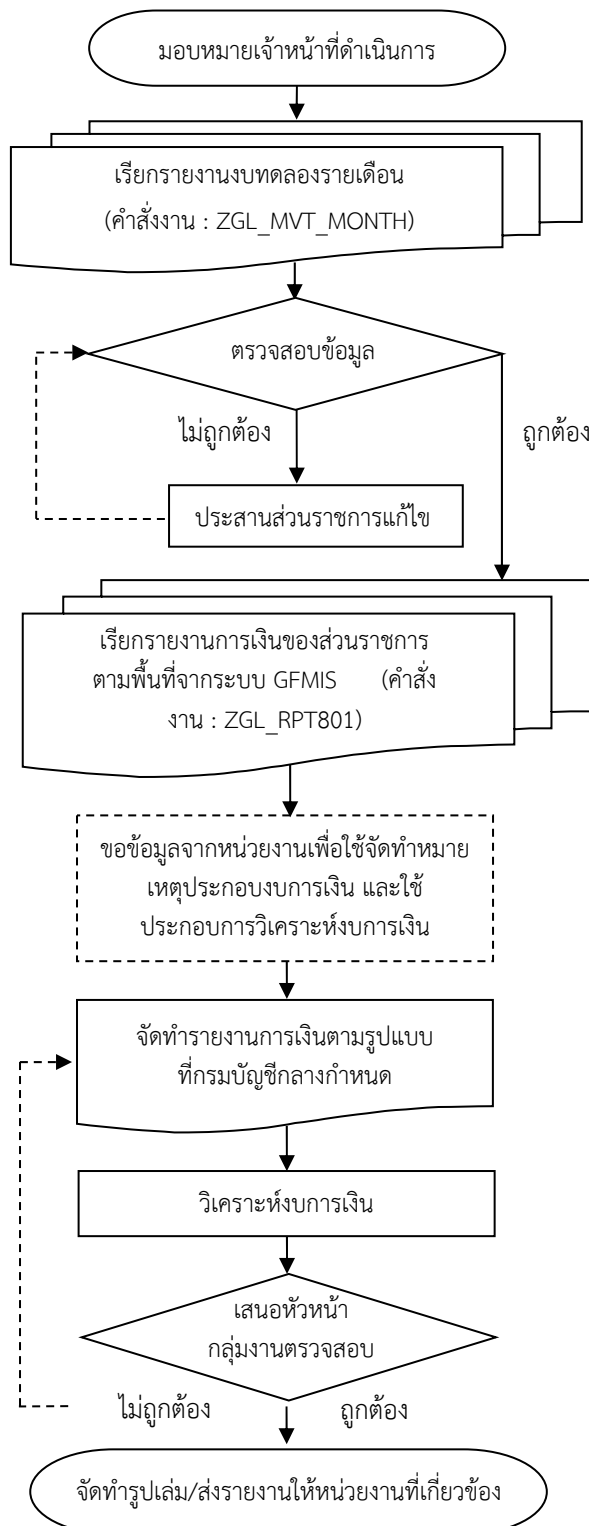 มอบหมายเจ้าหน้าที่ดำเนินการ
เรียกรายงานงบทดลองรายเดือน
(คำสั่งงาน : ZGL_MVT_MONTH)
ตรวจสอบข้อมูล
ไม่ถูกต้อง
ถูกต้อง
ประสานส่วนราชการแก้ไข
เรียกรายงานการเงินของส่วนราชการ
ตามพื้นที่จากระบบ GFMIS (คำสั่ง
งาน : ZGL_RPT801)
ขอข้อมูลจากหน่วยงานเพื่อใช้จัดทำหมาย
เหตุประกอบงบการเงิน และใช้
ประกอบการวิเคราะห์งบการเงิน
จัดทำรายงานการเงินตามรูปแบบ
ที่กรมบัญชีกลางกำหนด
วิเคราะห์งบการเงิน
เสนอหัวหน้า
กลุ่มงานตรวจสอบ
ไม่ถูกต้อง
ถูกต้อง
จัดทำรูปเล่ม/ส่งรายงานให้หน่วยงานที่เกี่ยวข้อง